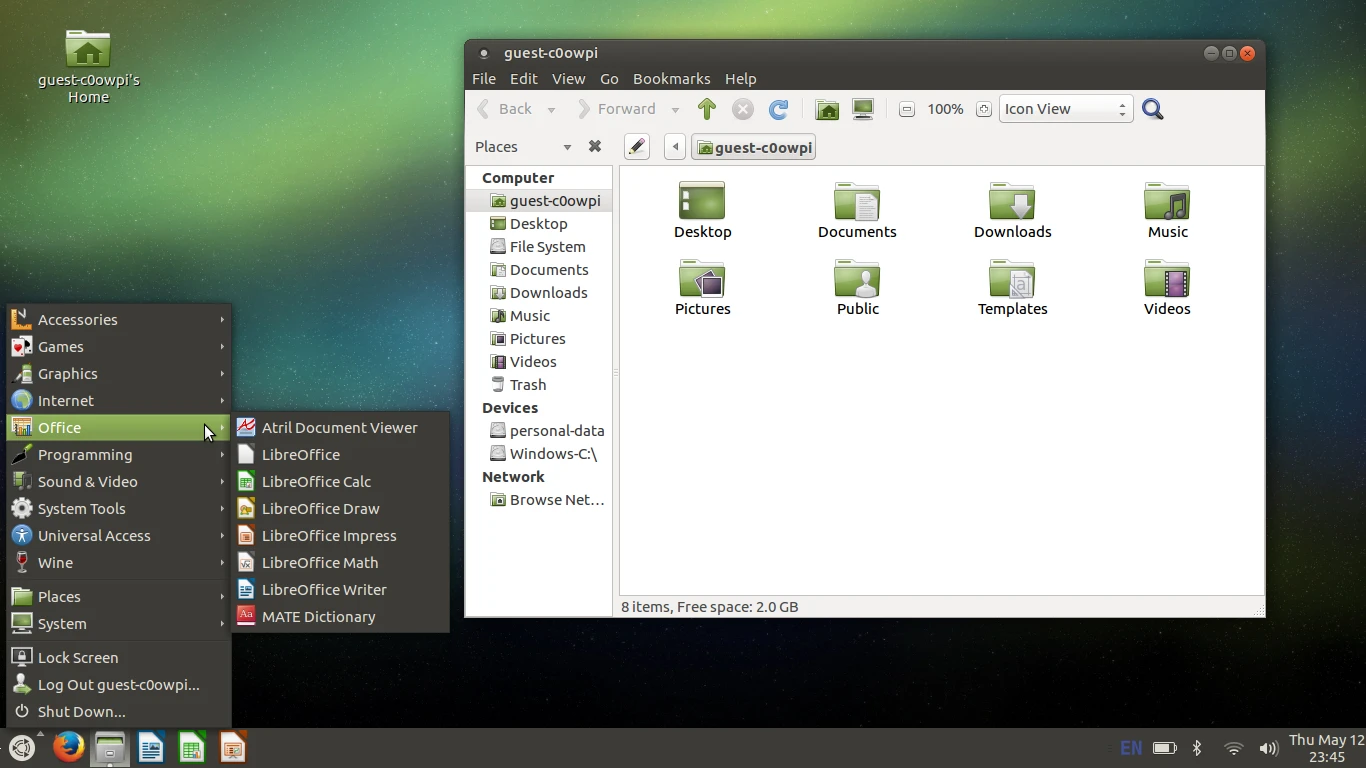 guest-c0owpi's
Home
guest-c0owpi
File Edit View Go Bookmarks Help
Back Forward 100% Icon View
Places guest-c0owpi
Computer
guest-c0owpi
Desktop
File System
Documents
Downloads
Music
Pictures
Videos
Trash
Devices
personal-data
Windows-C:\
Network
Browse Net...
Desktop Documents Downloads Music
Pictures Public Templates Videos
8 items, Free space: 2.0 GB
Accessories
Games
Graphics
Internet
Office
Programming
Sound & Video
System Tools
Universal Access
Wine
Places
System
Lock Screen
Log Out guest-c0owpi...
Shut Down...
Atril Document Viewer
LibreOffice
LibreOffice Calc
LibreOffice Draw
LibreOffice Impress
LibreOffice Math
LibreOffice Writer
Aa MATE Dictionary
EN
Thu May 12
23:45